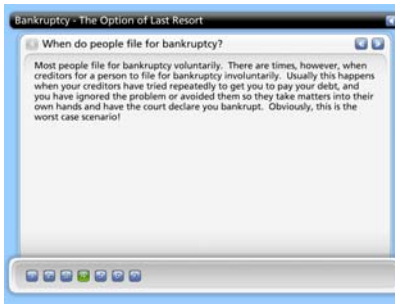 Bankruptcy - The Option of Last Resort
When do people file for bankruptcy?
Most people file for bankruptcy voluntarily. There are times, however, when
creditors for a person to file for bankruptcy involuntarily. Usually this happens
when your creditors have tried repeatedly to get you to pay your debt, and
you have ignored the problem or avoided them so they take matters into their
own hands and have the court declare you bankrupt. Obviously, this is the
worst case scenario!